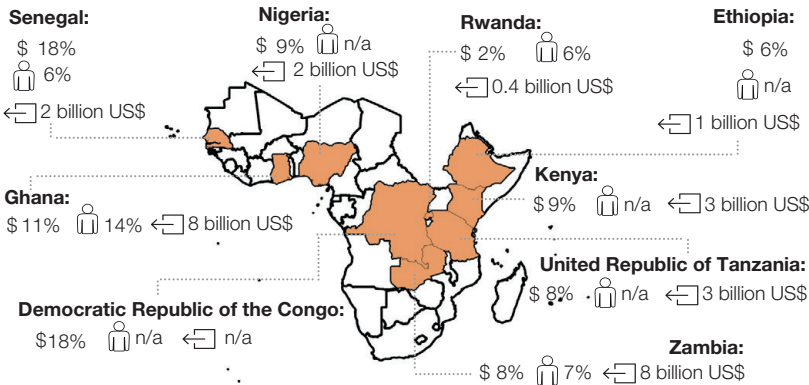 Senegal:
$ 18%
6%
2 billion US$
Nigeria:
$ 9% n/a
2 billion US$
Rwanda:
$ 2% 6%
0.4 billion US$
Ethiopia:
$ 6%
n/a
1 billion US$
Ghana:
$ 11% 14% 8 billion US$
Kenya:
$ 9% n/a 3 billion US$
United Republic of Tanzania:
$ 8% n/a 3 billion US$
Democratic Republic of the Congo:
$18% n/a n/a
Zambia:
$ 8% 7% 8 billion US$